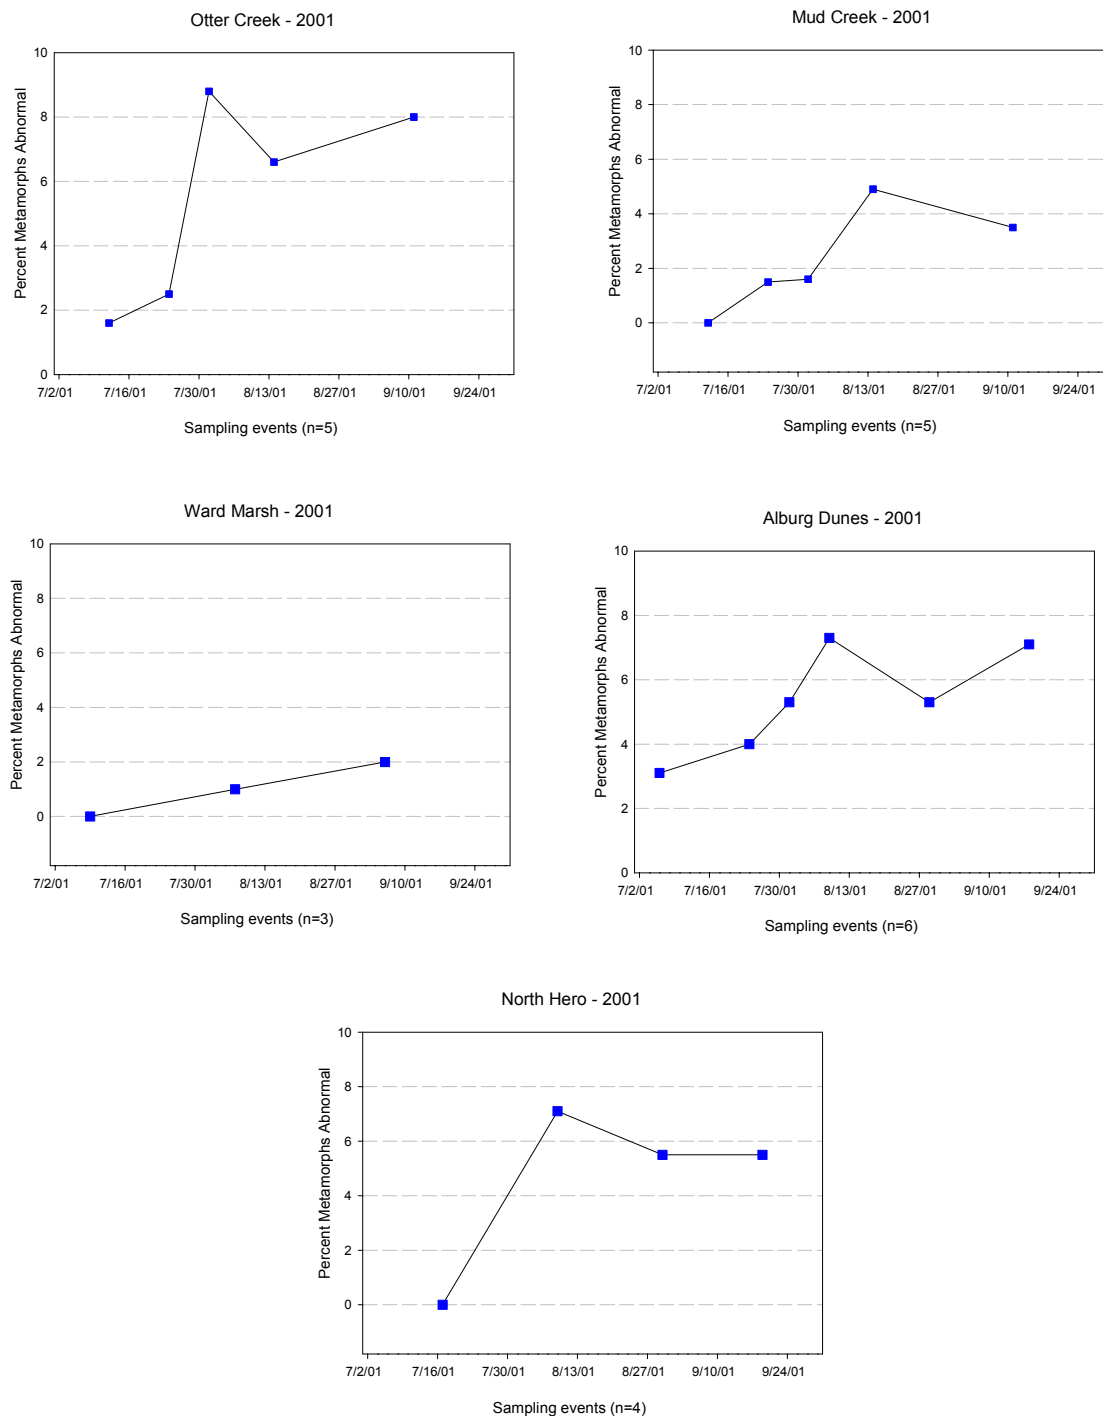 Otter Creek - 2001
Percent Metamorphs Abnormal
10
8
6
4
2
0
7/2/01 7/16/01 7/30/01 8/13/01 8/27/01 9/10/01 9/24/01
Sampling events (n=5)
Mud Creek - 2001
Percent Metamorphs Abnormal
10
8
6
4
2
0
7/2/01 7/16/01 7/30/01 8/13/01 8/27/01 9/10/01 9/24/01
Sampling events (n=5)
Ward Marsh - 2001
Percent Metamorphs Abnormal
10
8
6
4
2
0
7/2/01 7/16/01 7/30/01 8/13/01 8/27/01 9/10/01 9/24/01
Sampling events (n=3)
Alburg Dunes - 2001
Percent Metamorphs Abnormal
10
8
6
4
2
0
7/2/01 7/16/01 7/30/01 8/13/01 8/27/01 9/10/01 9/24/01
Sampling events (n=6)
North Hero - 2001
Percent Metamorphs Abnormal
10
8
6
4
2
0
7/2/01 7/16/01 7/30/01 8/13/01 8/27/01 9/10/01 9/24/01
Sampling events (n=4)